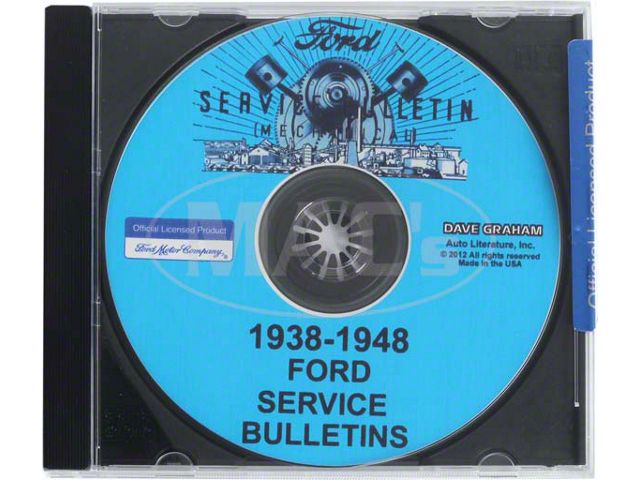 Ford
SERVICE BULLETIN
(MECHANICAL)
Official Licensed Product
Ford Motor Company ®
DAVE GRAHAM
Auto Literature, Inc.
© 2012 All rights reserved
Made in the USA
MAC's
1938-1948
FORD
SERVICE
BULLETINS
Official Licensed Product